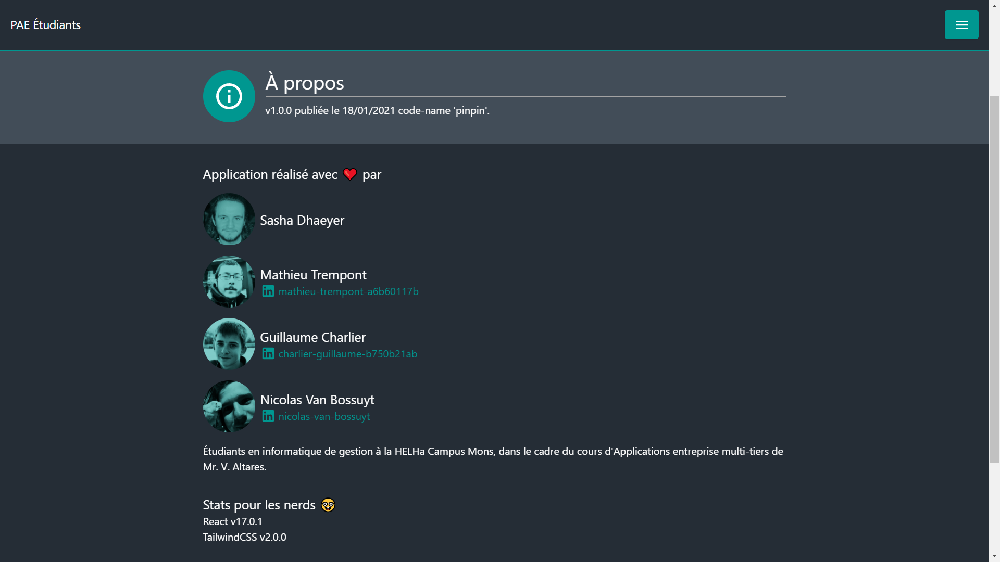 PAE Étudiants
À propos
v1.0.0 publiée le 18/01/2021 code-name 'pinpin'.
Application réalisé avec ❤️ par
Sasha Dhaeyer
Mathieu Trempont
mathieu-trempont-a6b60117b
Guillaume Charlier
charlier-guillaume-b750b21ab
Nicolas Van Bossuyt
nicolas-van-bossuyt
Étudiants en informatique de gestion à la HELHa Campus Mons, dans le cadre du cours d'Applications entreprise multi-tiers de
Mr. V. Altares.
Stats pour les nerds 🤓
React v17.0.1
TailwindCSS v2.0.0